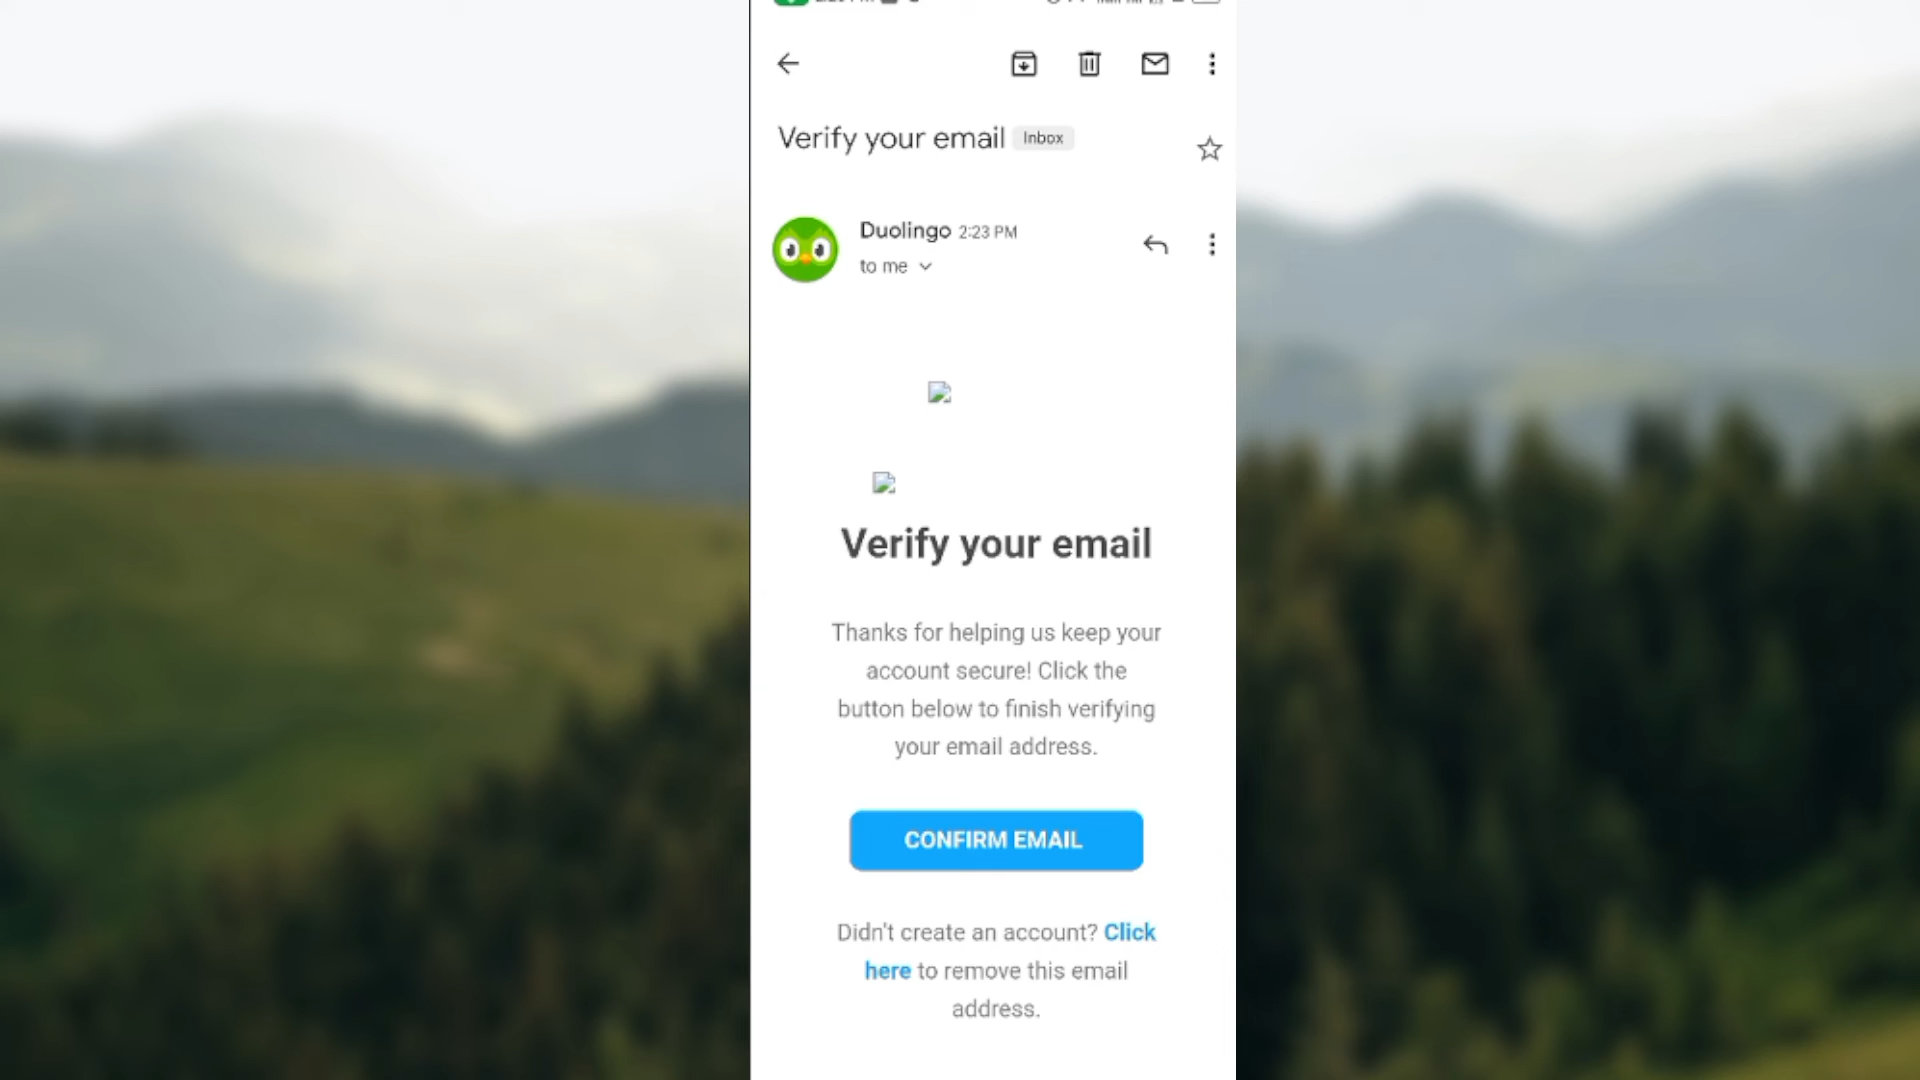 Verify your email Inbox
Duolingo 2:23 PM
to me
Verify your email
Thanks for helping us keep your
account secure! Click the
button below to finish verifying
your email address.
CONFIRM EMAIL
Didn't create an account? Click
here to remove this email
address.